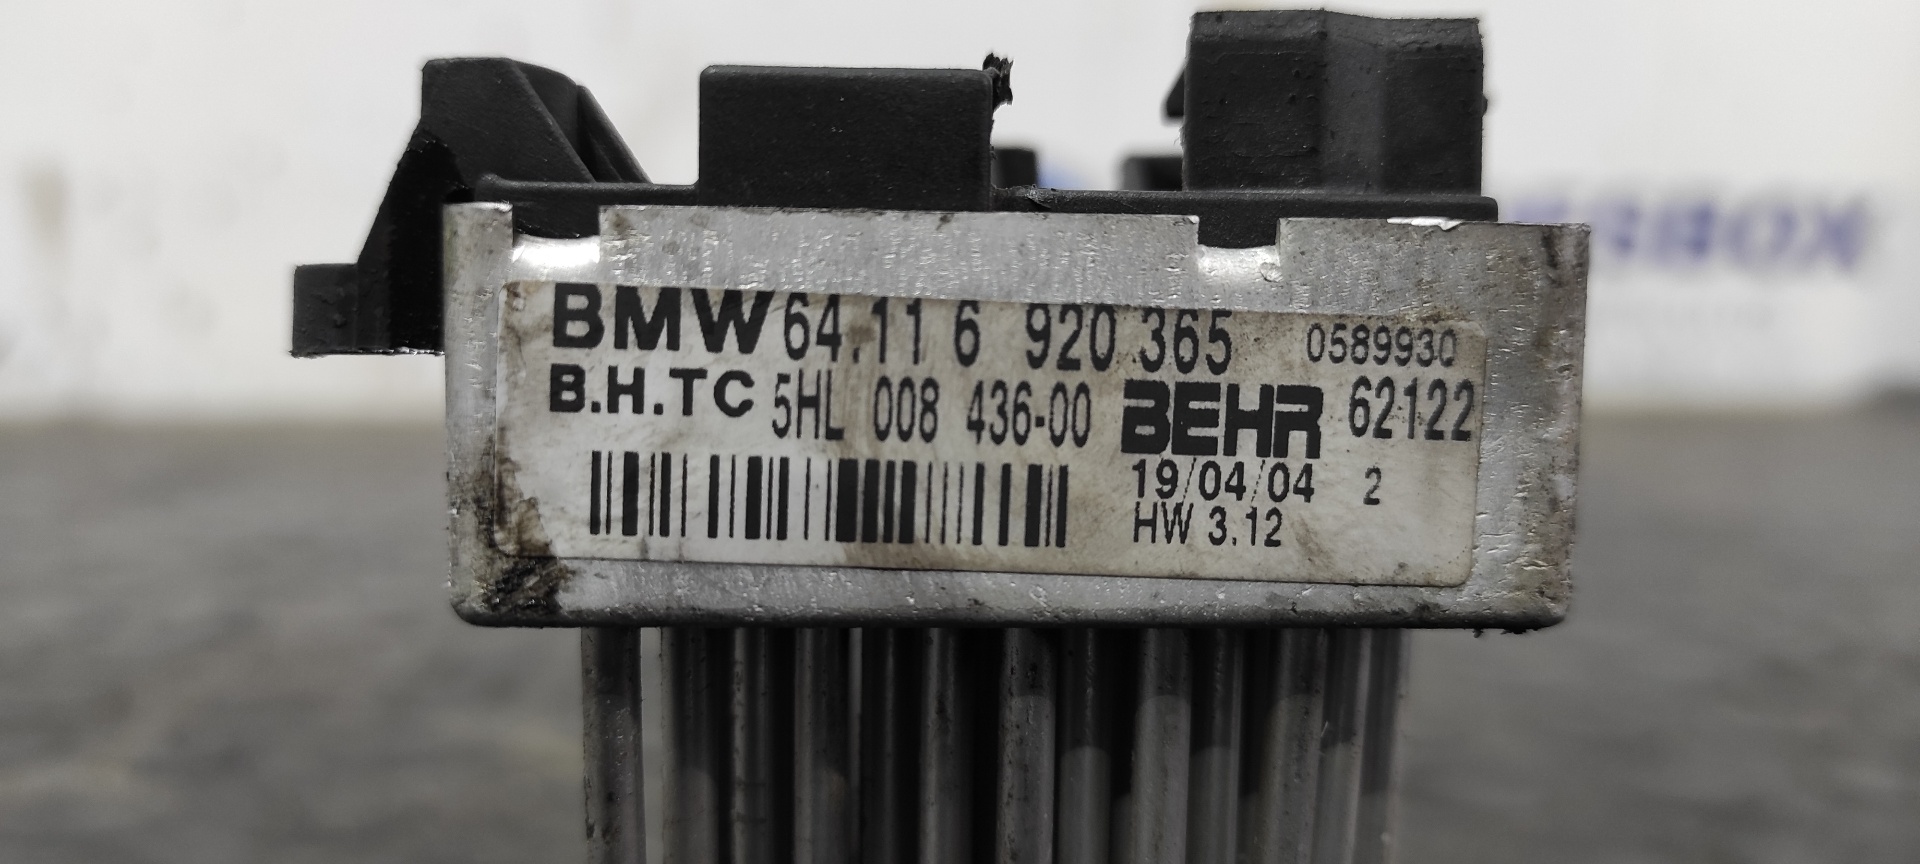 BMW 64.11 6 920 365 0589930
B.H.TC 5HL 008 436-00 BEHR 62122
19/04/04 2
HW 3.12